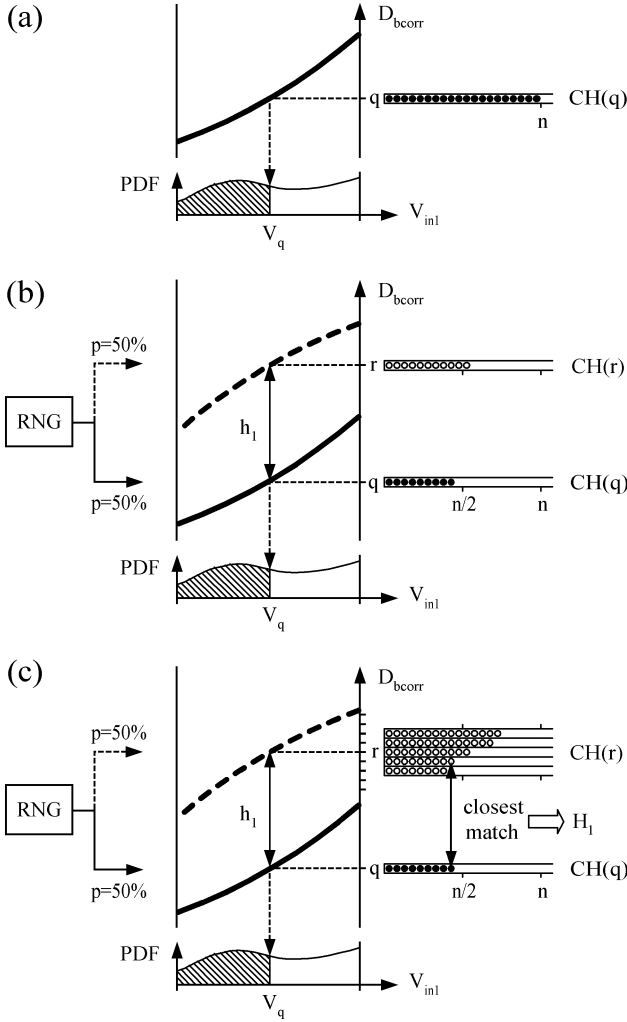 (a)
D_bcorr
q
CH(q)
n
PDF
V_in1
V_q
(b)
D_bcorr
p=50%
r
CH(r)
RNG
h_1
q
CH(q)
p=50%
n/2
n
PDF
V_in1
V_q
(c)
D_bcorr
p=50%
r
CH(r)
RNG
h_1
closest
match
H_1
q
CH(q)
p=50%
n/2
n
PDF
V_in1
V_q